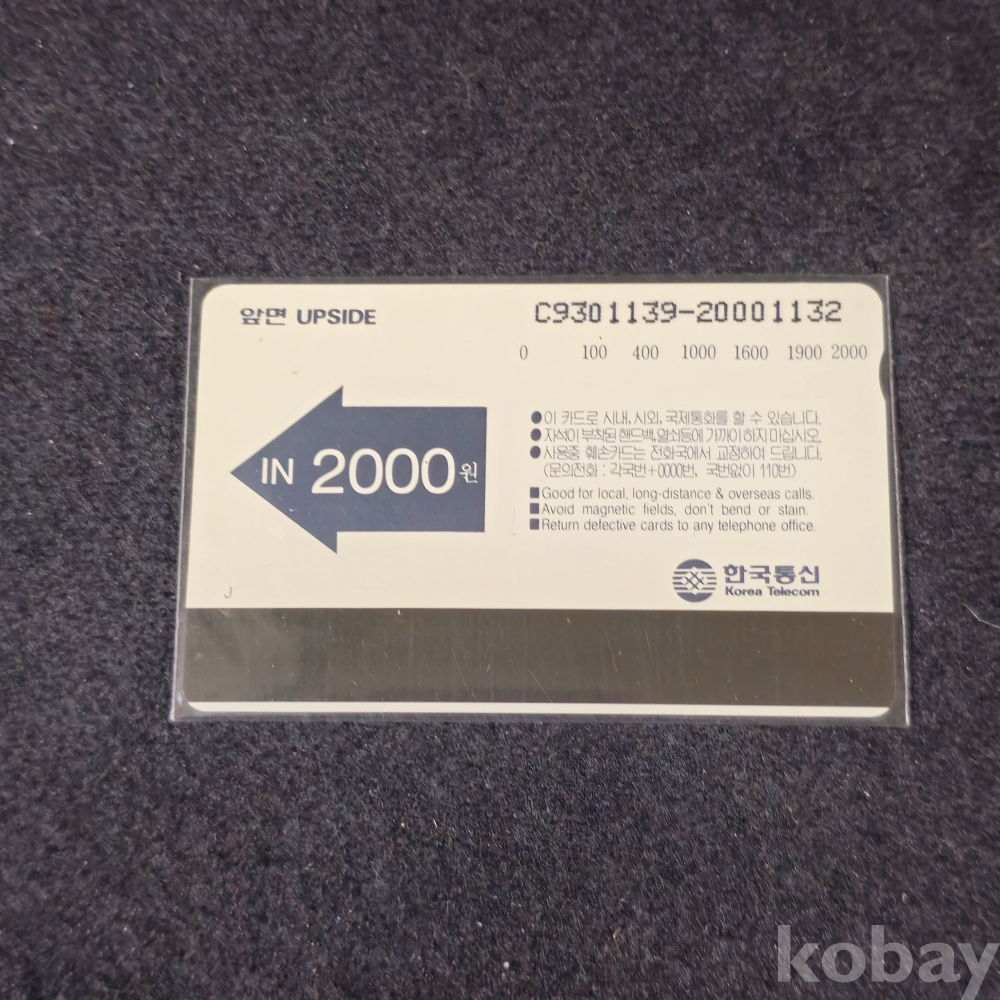 앞면 UPSIDE
C9301139-20001132
0 100 400 1000 1600 1900 2000
IN 2000원
●이 카드로 시내, 시외, 국제통화를 할 수 있습니다.
●자석이 부착된 핸드백, 열쇠등에 가까이 하지 마십시오.
●사용중 훼손카드는 전화국에서 교정하여 드립니다.
(문의전화 : 각국번+0000번, 국번없이 110번)
■Good for local, long-distance & overseas calls.
■Avoid magnetic fields, don't bend or stain.
■Return defective cards to any telephone office.
한국통신
Korea Telecom
J
kobay